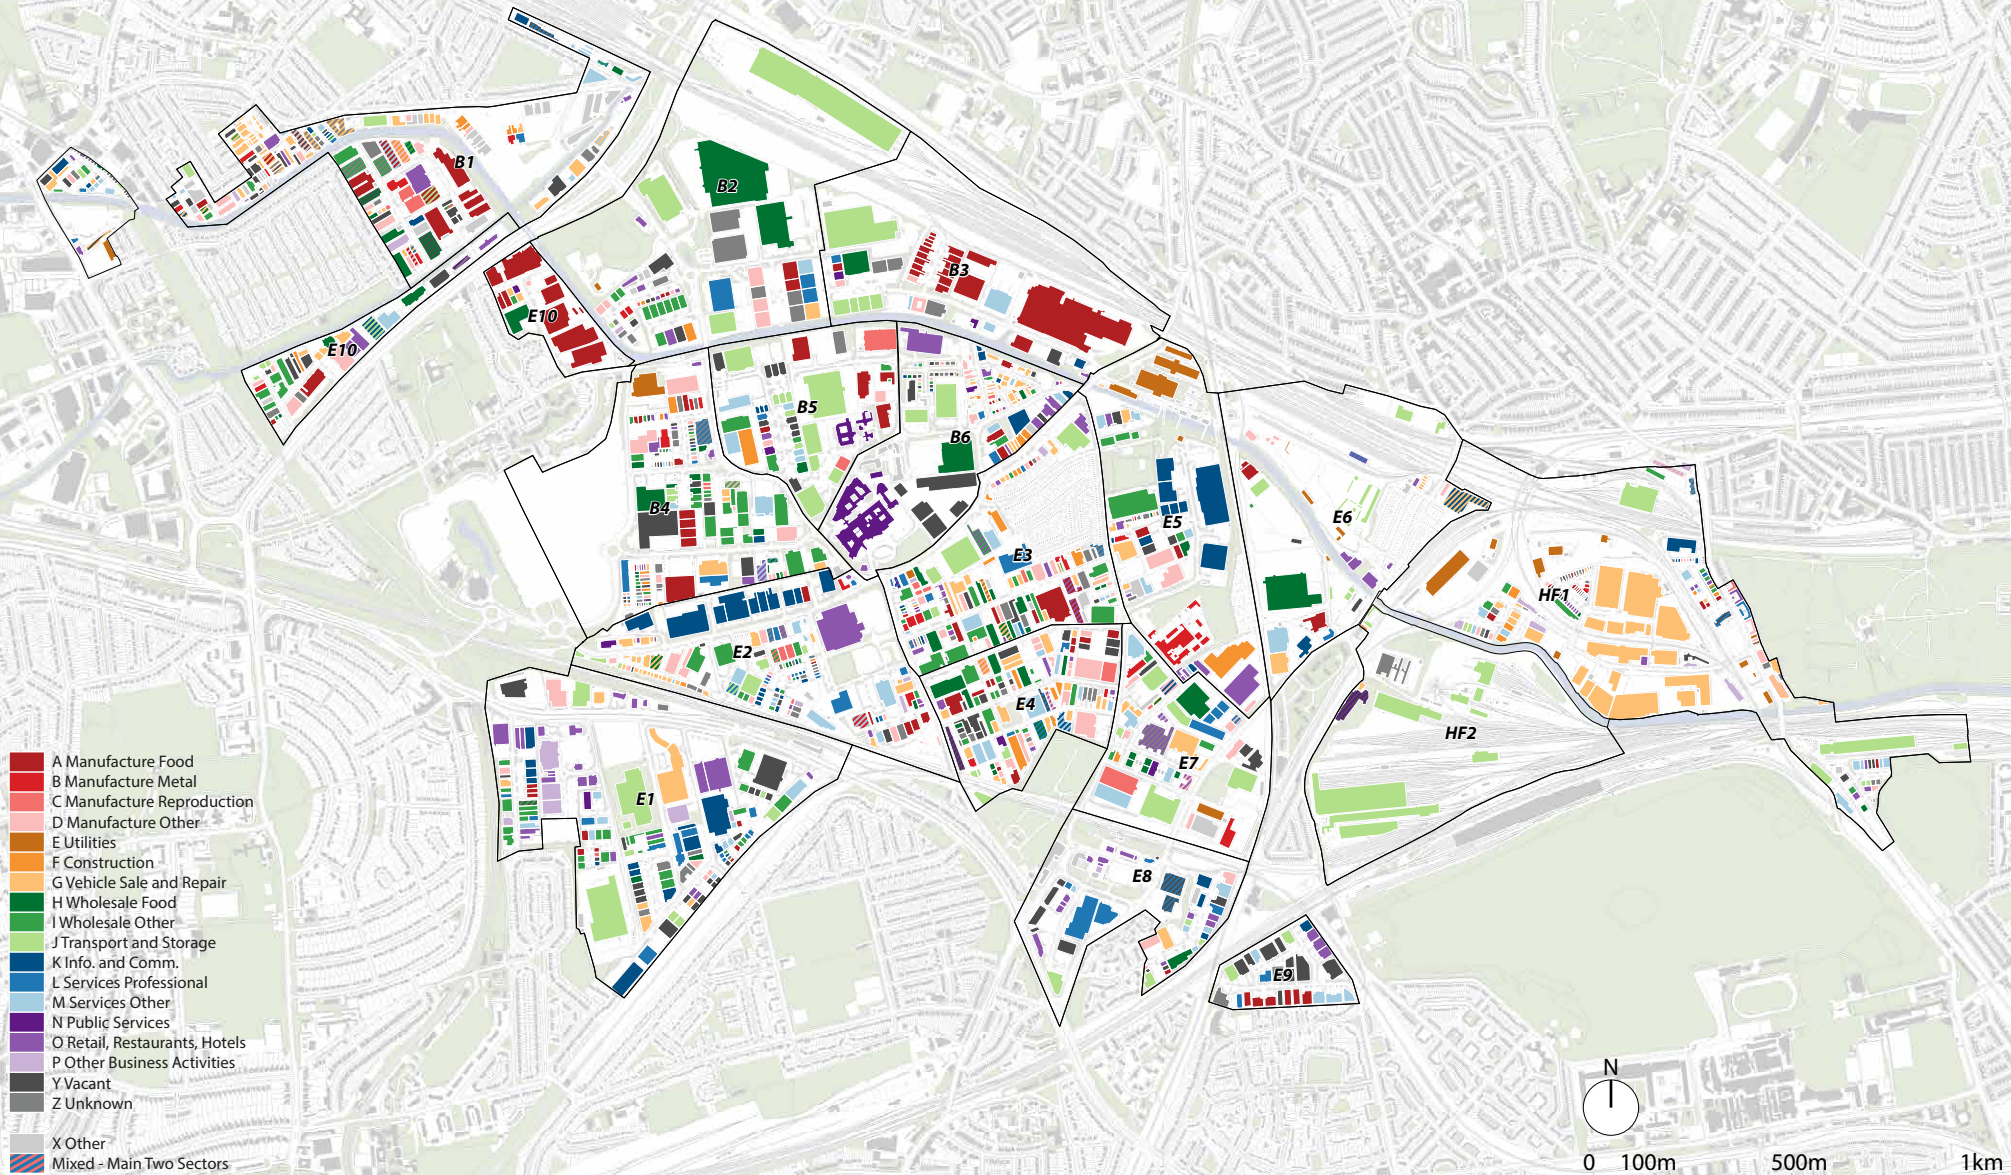 B1
B2
B3
E10
E10
B5
B6
B4
E5
E6
E3
HF1
E2
E4
HF2
E7
E1
E8
E9
A Manufacture Food
B Manufacture Metal
C Manufacture Reproduction
D Manufacture Other
E Utilities
F Construction
G Vehicle Sale and Repair
H Wholesale Food
I Wholesale Other
J Transport and Storage
K Info. and Comm.
L Services Professional
M Services Other
N Public Services
O Retail, Restaurants, Hotels
P Other Business Activities
Y Vacant
Z Unknown
X Other
Mixed - Main Two Sectors
N
0 100m 500m 1km